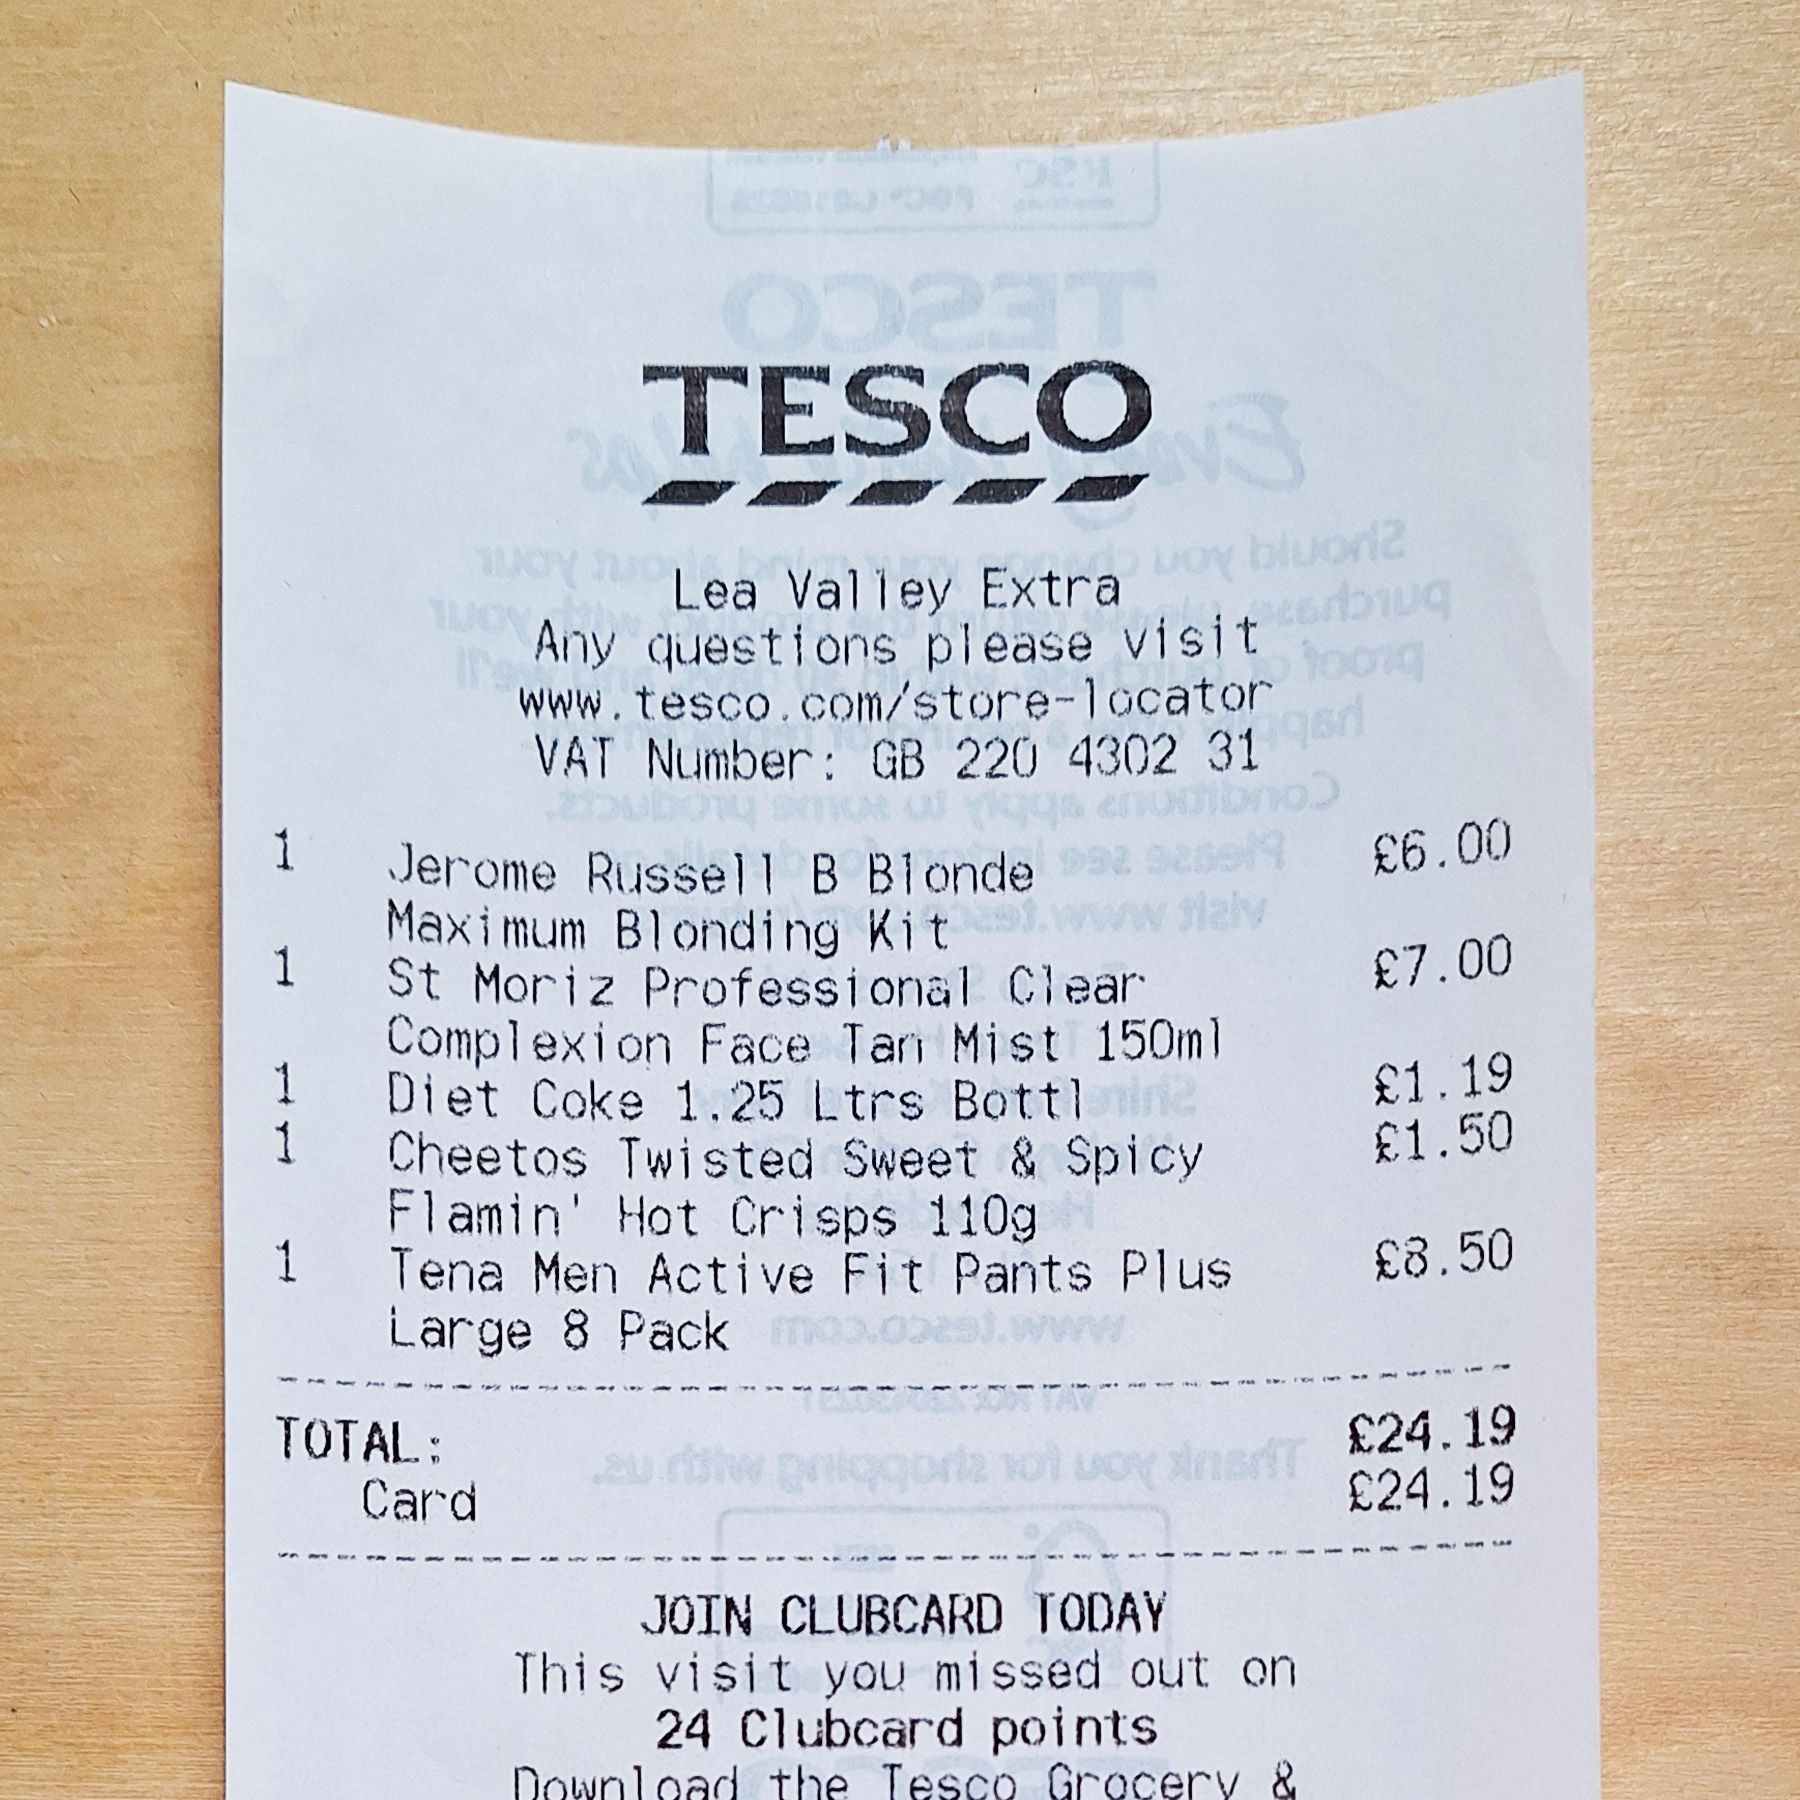 TESCO
Lea Valley Extra
Any questions please visit
www.tesco.com/store-locator
VAT Number: GB 220 4302 31
1 Jerome Russell B Blonde £6.00
Maximum Blonding Kit
1 St Moriz Professional Clear £7.00
Complexion Face Tan Mist 150ml
1 Diet Coke 1.25 Ltrs Bottl £1.19
1 Cheetos Twisted Sweet & Spicy £1.50
Flamin' Hot Crisps 110g
1 Tena Men Active Fit Pants Plus £8.50
Large 8 Pack
TOTAL: £24.19
Card £24.19
JOIN CLUBCARD TODAY
This visit you missed out on
24 Clubcard points
Download the Tesco Grocery &